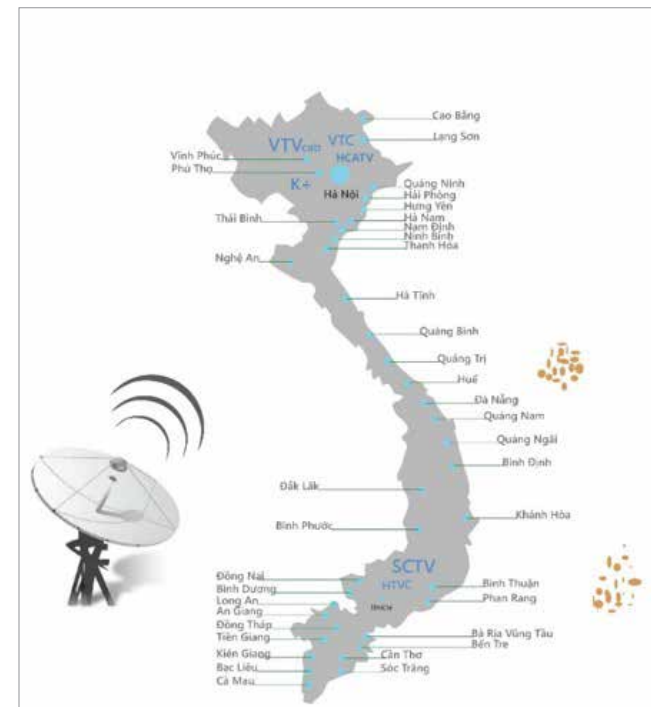 Cao Bằng
Lạng Sơn
VTVcab
VTC
HCATV
Vĩnh Phúc
Phú Thọ
K+
Hà Nội
Quảng Ninh
Hải Phòng
Hưng Yên
Thái Bình
Hà Nam
Nam Định
Ninh Bình
Thanh Hóa
Nghệ An
Hà Tĩnh
Quảng Bình
Quảng Trị
Huế
Đà Nẵng
Quảng Nam
Quảng Ngãi
Bình Định
Đắk Lắk
Khánh Hòa
Bình Phước
SCTV
HTVC
Đồng Nai
Bình Dương
Long An
An Giang
Đồng Tháp
Tiền Giang
Bình Thuận
Phan Rang
Bà Rịa Vũng Tàu
Bến Tre
Kiên Giang
Cần Thơ
Bạc Liêu
Sóc Trăng
Cà Mau